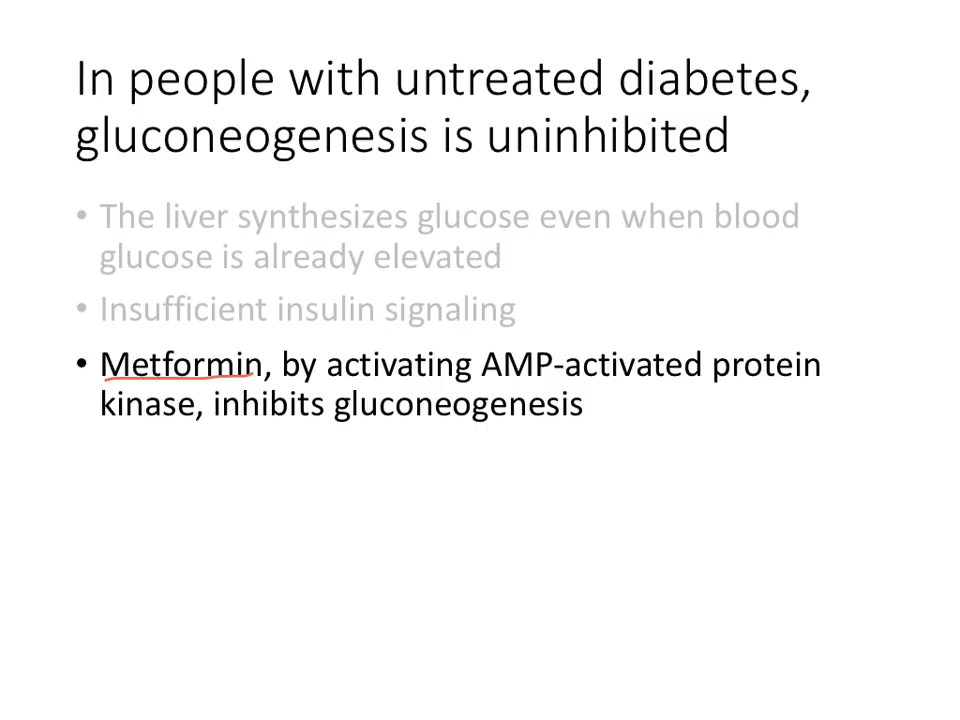 In people with untreated diabetes,
gluconeogenesis is uninhibited
• The liver synthesizes glucose even when blood
glucose is already elevated
• Insufficient insulin signaling
• Metformin, by activating AMP-activated protein
kinase, inhibits gluconeogenesis